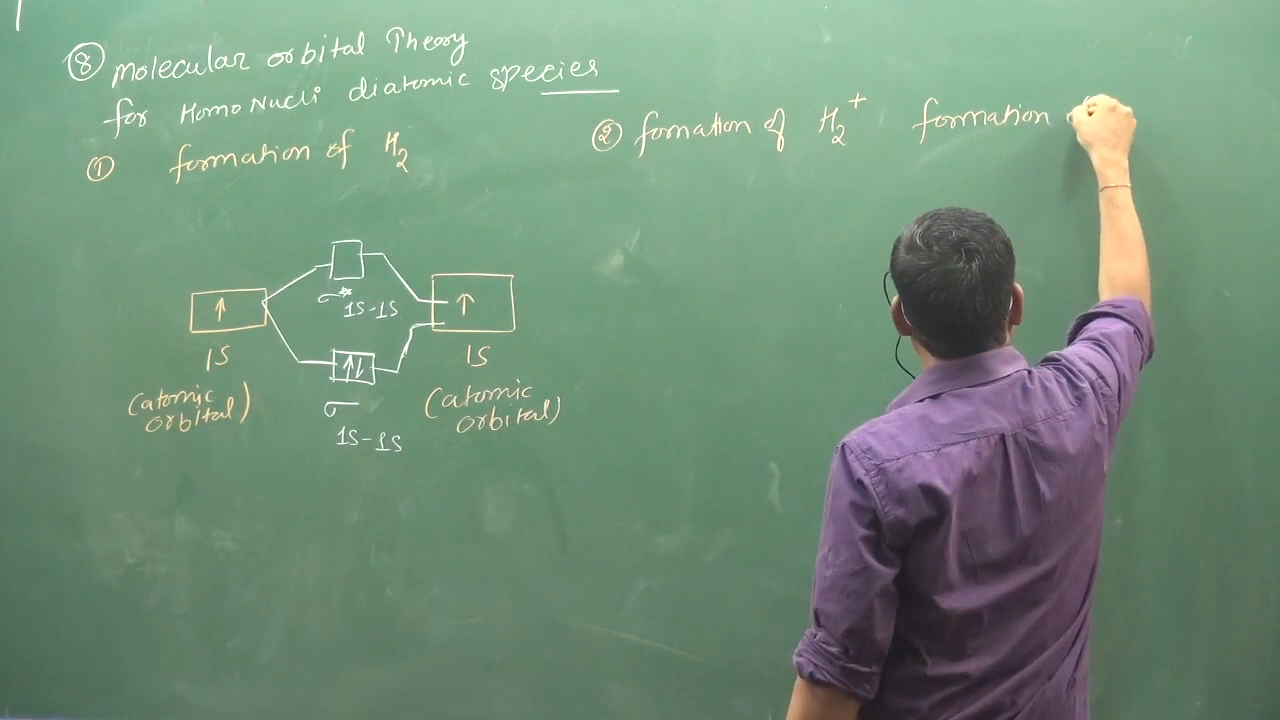 ⑧ Molecular orbital Theory
for Homo Nucli diatomic species
① formation of H₂
② formation of H₂⁺ formation
↑
σ* 1S-1S
↑
1S
↑↓
1S
(atomic orbital)
σ 1S-1S
(atomic orbital)